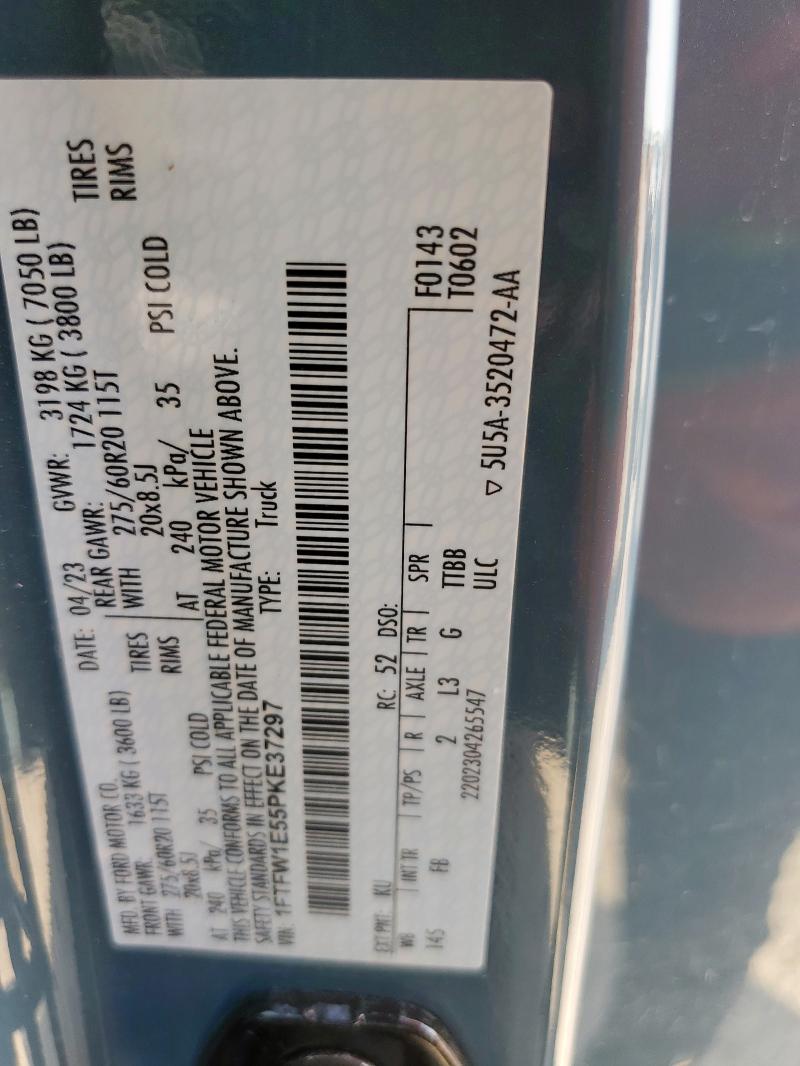 MFD. BY FORD MOTOR CO. DATE: 04/23 GVWR: 3198 KG ( 7050 LB)
FRONT GAWR: 1633 KG ( 3600 LB) REAR GAWR: 1724 KG ( 3800 LB)
WITH 275/60R20 115T TIRES WITH 275/60R20 115T TIRES
20x8.5J RIMS 20x8.5J RIMS
AT 240 kPa/ 35 PSI COLD AT 240 kPa/ 35 PSI COLD
THIS VEHICLE CONFORMS TO ALL APPLICABLE FEDERAL MOTOR VEHICLE
SAFETY STANDARDS IN EFFECT ON THE DATE OF MANUFACTURE SHOWN ABOVE.
VIN: 1FTFW1E55PKE37297 TYPE: Truck
EXT PNT: KU RC: 52 DSO:
WB INT TR TP/PS R AXLE TR SPR F0143
145 FB 2 L3 G TTBB T0602
2202304265547 ULC
▽ 5U5A-3520472-AA